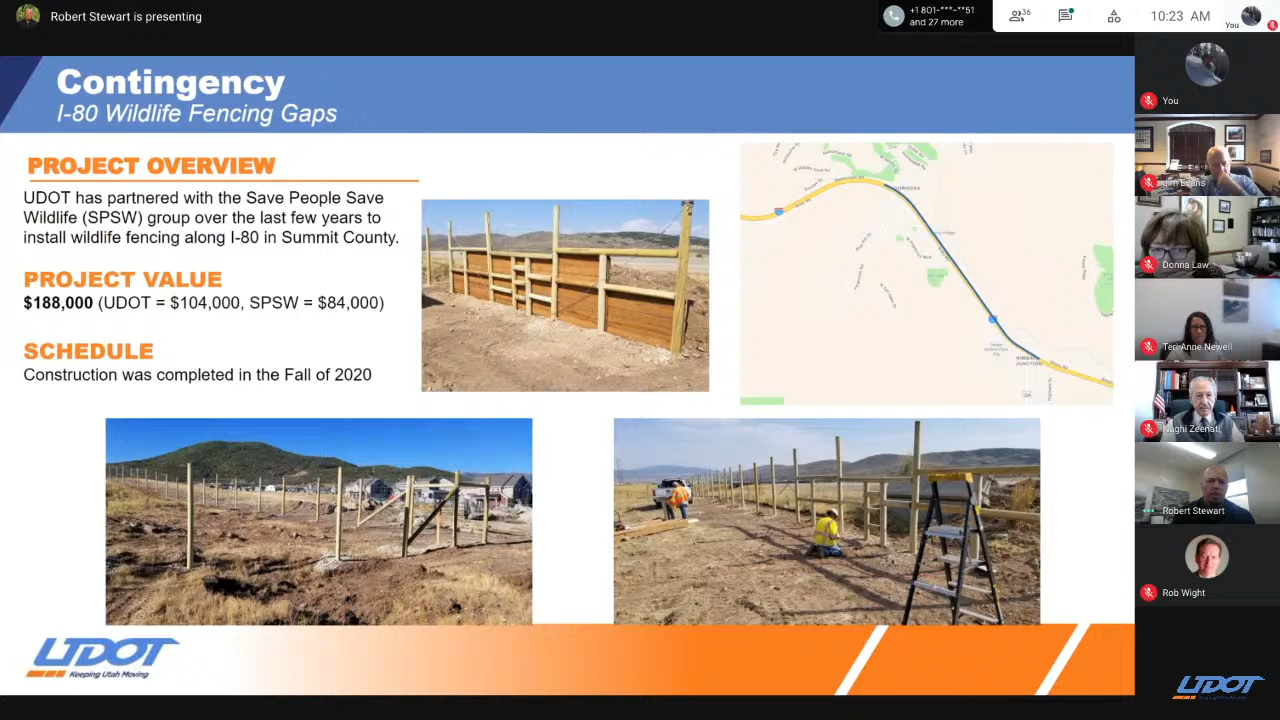 Robert Stewart is presenting
+1 801-***-**51
and 27 more
36
10:23 AM
You
Contingency
I-80 Wildlife Fencing Gaps
PROJECT OVERVIEW
UDOT has partnered with the Save People Save
Wildlife (SPSW) group over the last few years to
install wildlife fencing along I-80 in Summit County.
PROJECT VALUE
$188,000 (UDOT = $104,000, SPSW = $84,000)
SCHEDULE
Construction was completed in the Fall of 2020
JUNCTION
You
Jim Evans
Donna Law
Teri Anne Newell
Naghi Zeenati
Robert Stewart
Rob Wight
UDOT
Keeping Utah Moving
UDOT